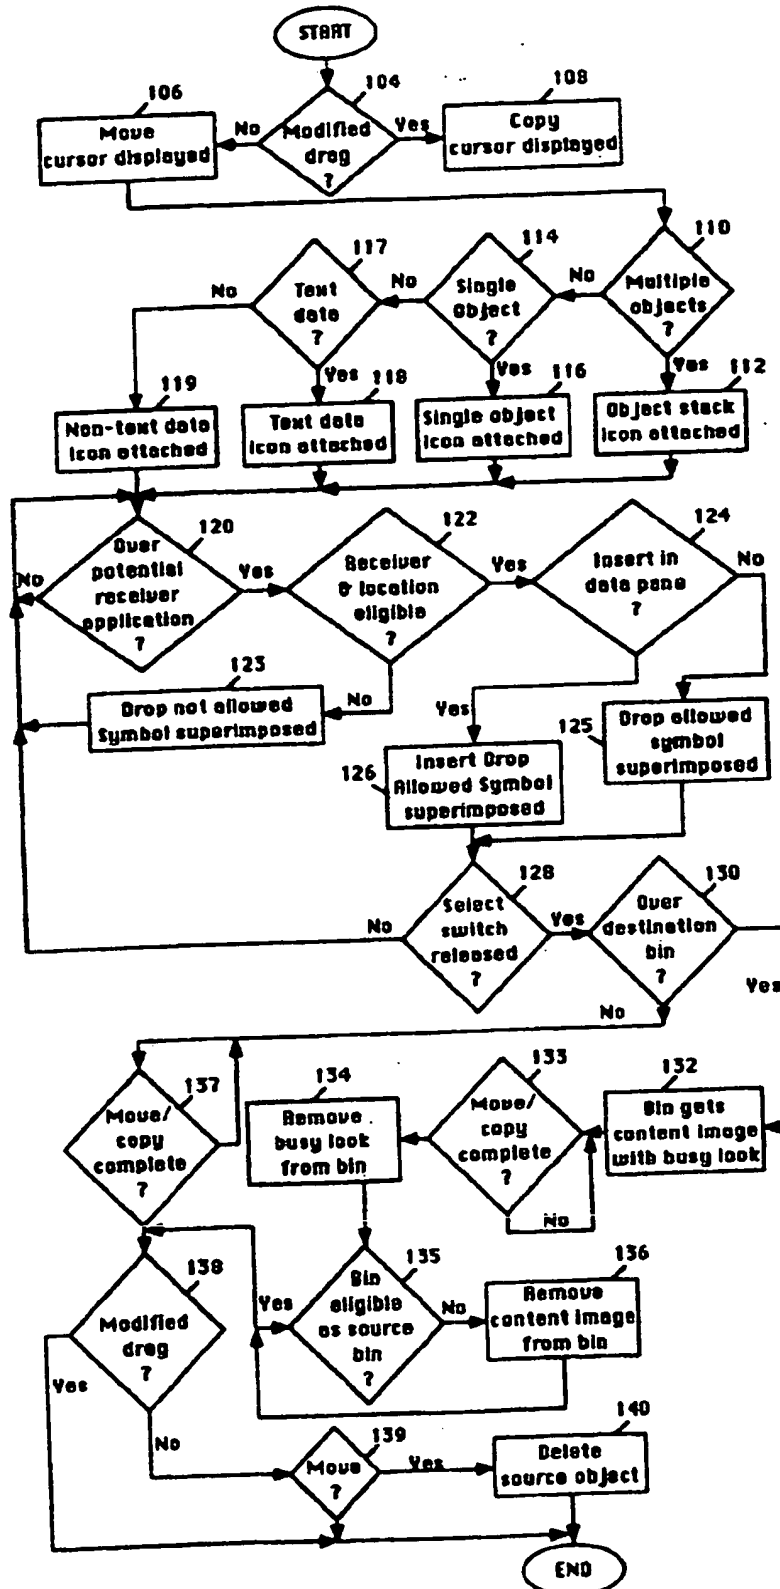 START
104
106
108
Move
cursor displayed
No
Modified
drag
?
Yes
Copy
cursor displayed
110
114
117
Multiple
objects
?
No
Single
Object
?
No
Text
data
?
No
Yes
Yes
Yes
112
116
118
119
Non-text data
icon attached
Text data
icon attached
Single object
icon attached
Object stack
icon attached
120
122
124
Over
potential
receiver
application
?
No
Yes
Receiver
& location
eligible
?
Yes
Insert in
data pane
?
No
123
No
Drop not allowed
Symbol superimposed
Yes
125
Drop allowed
symbol
superimposed
126
Insert Drop
Allowed Symbol
superimposed
128
130
No
Select
switch
released
?
Yes
Over
destination
bin
?
Yes
No
137
134
133
132
Move/
copy
complete
?
Remove
busy look
from bin
Move/
copy
complete
?
Bin gets
content image
with busy look
No
138
135
136
Modified
drag
?
Yes
Bin
eligible
as source
bin
?
No
Remove
content image
from bin
Yes
No
139
140
Move
?
Yes
Delete
source object
END